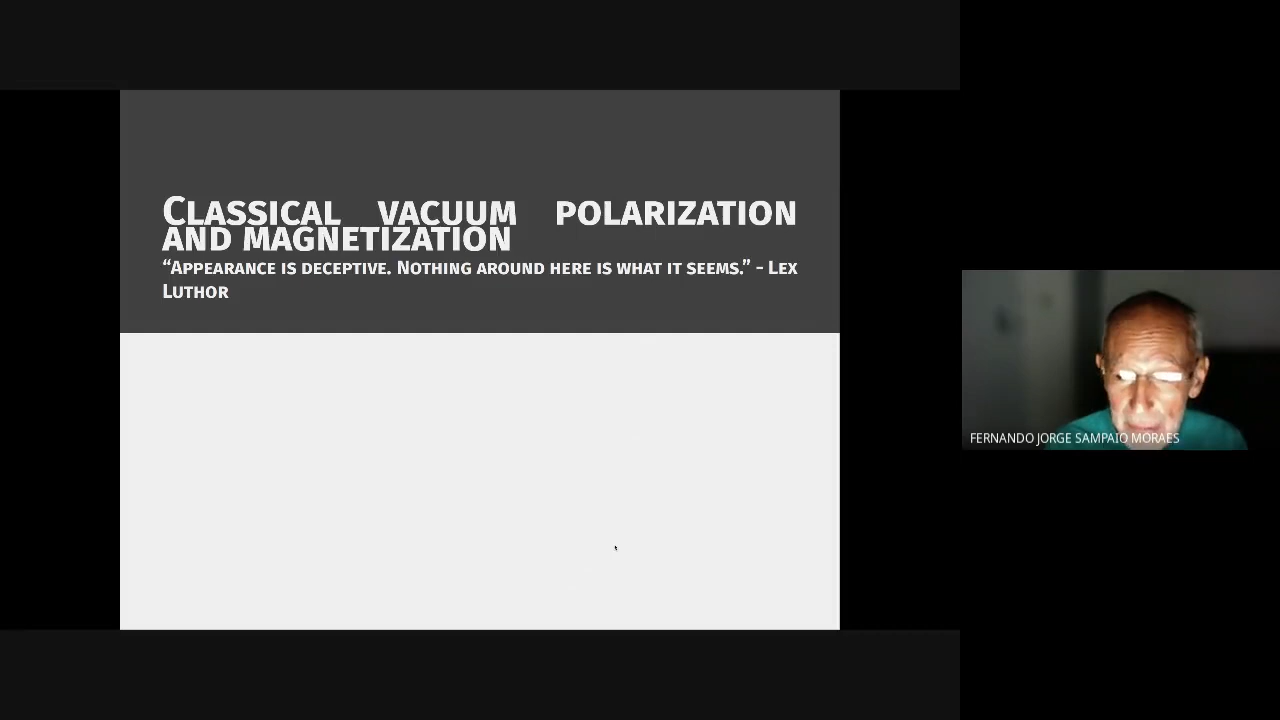 Classical vacuum polarization
and magnetization
“Appearance is deceptive. Nothing around here is what it seems.” - Lex
Luthor
FERNANDO JORGE SAMPAIO MORAES